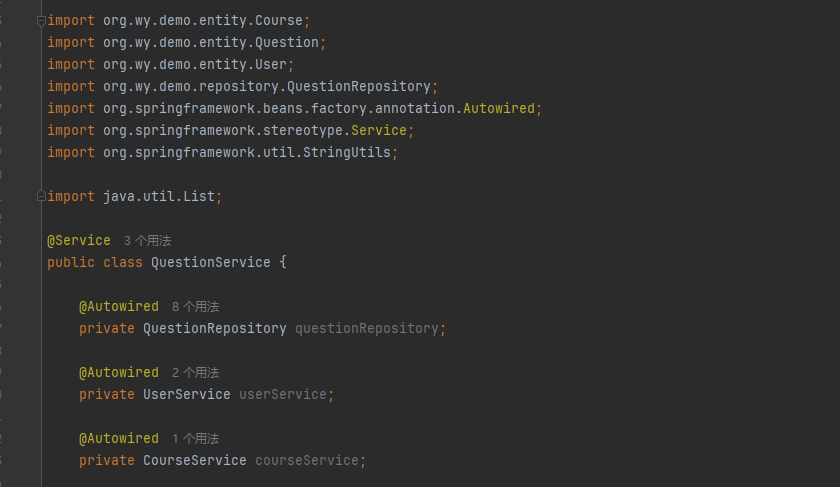 import org.wy.demo.entity.Course;
import org.wy.demo.entity.Question;
import org.wy.demo.entity.User;
import org.wy.demo.repository.QuestionRepository;
import org.springframework.beans.factory.annotation.Autowired;
import org.springframework.stereotype.Service;
import org.springframework.util.StringUtils;
import java.util.List;
@Service 3 个用法
public class QuestionService {
@Autowired 8 个用法
private QuestionRepository questionRepository;
@Autowired 2 个用法
private UserService userService;
@Autowired 1 个用法
private CourseService courseService;